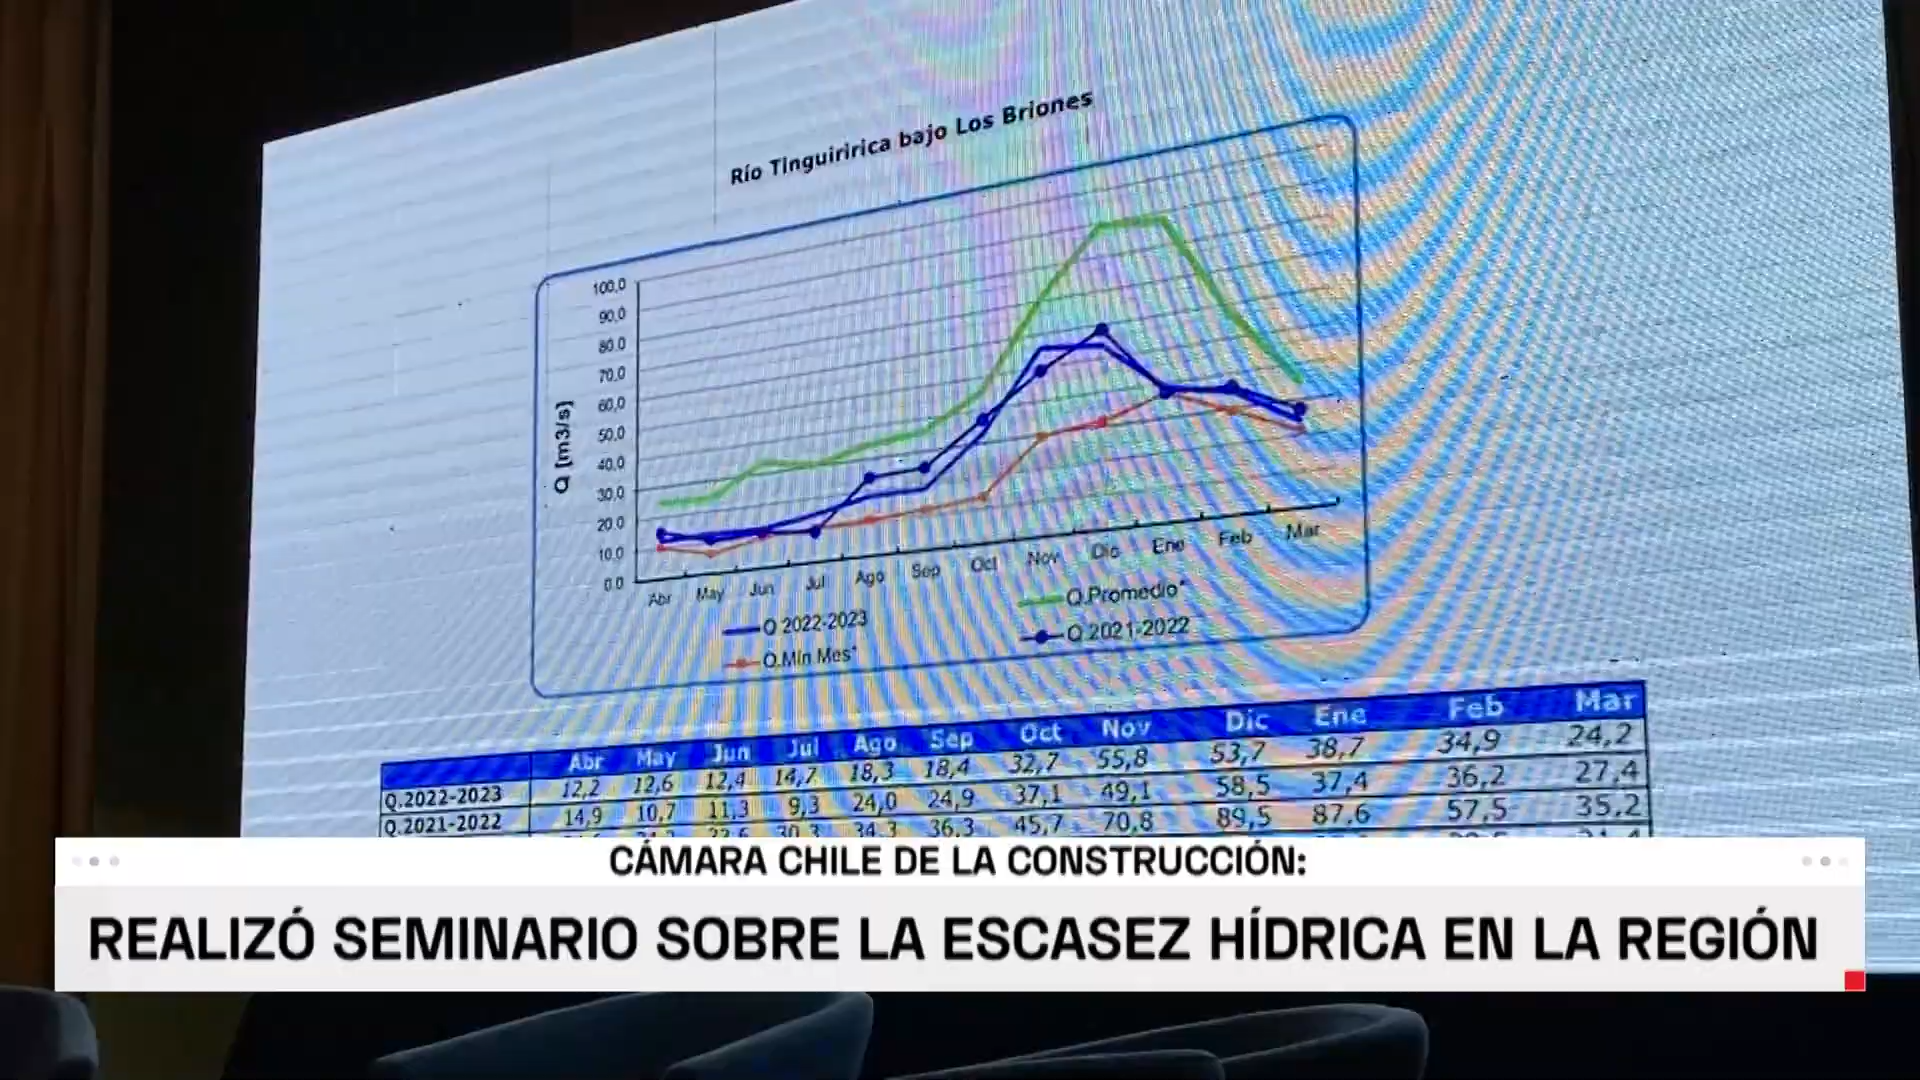 Río Tinguiririca bajo Los Briones
100,0
90,0
80,0
70,0
60,0
50,0
40,0
30,0
20,0
10,0
0,0
Q [m3/s]
Abr May Jun Jul Ago Sep Oct Nov Dic Ene Feb Mar
Q 2022-2023 Q.Promedio*
Q.Min Mes* Q 2021-2022
Abr May Jun Jul Ago Sep Oct Nov Dic Ene Feb Mar
Q.2022-2023 12,2 12,6 12,4 14,7 18,3 18,4 32,7 55,8 53,7 38,7 34,9 24,2
Q.2021-2022 14,9 10,7 11,3 9,3 24,0 24,9 37,1 49,1 58,5 37,4 36,2 27,4
30,3 34,3 36,3 45,7 70,8 89,5 87,6 57,5 35,2
CÁMARA CHILE DE LA CONSTRUCCIÓN:
REALIZÓ SEMINARIO SOBRE LA ESCASEZ HÍDRICA EN LA REGIÓN